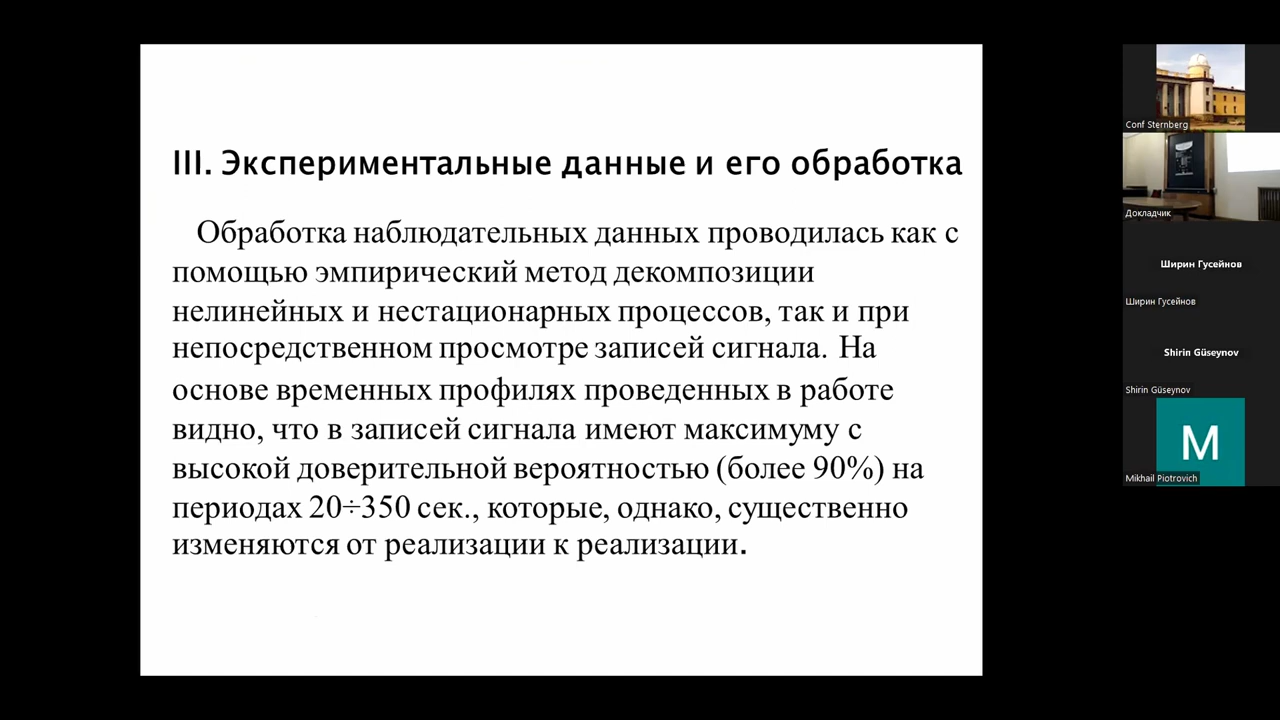 III. Экспериментальные данные и его обработка
Обработка наблюдательных данных проводилась как с
помощью эмпирический метод декомпозиции
нелинейных и нестационарных процессов, так и при
непосредственном просмотре записей сигнала. На
основе временных профилях проведенных в работе
видно, что в записей сигнала имеют максимуму с
высокой доверительной вероятностью (более 90%) на
периодах 20÷350 сек., которые, однако, существенно
изменяются от реализации к реализации.
Conf Sternberg
Докладчик
Ширин Гусейнов
Ширин Гусейнов
Shirin Güseynov
Shirin Güseynov
M
Mikhail Piotrovich